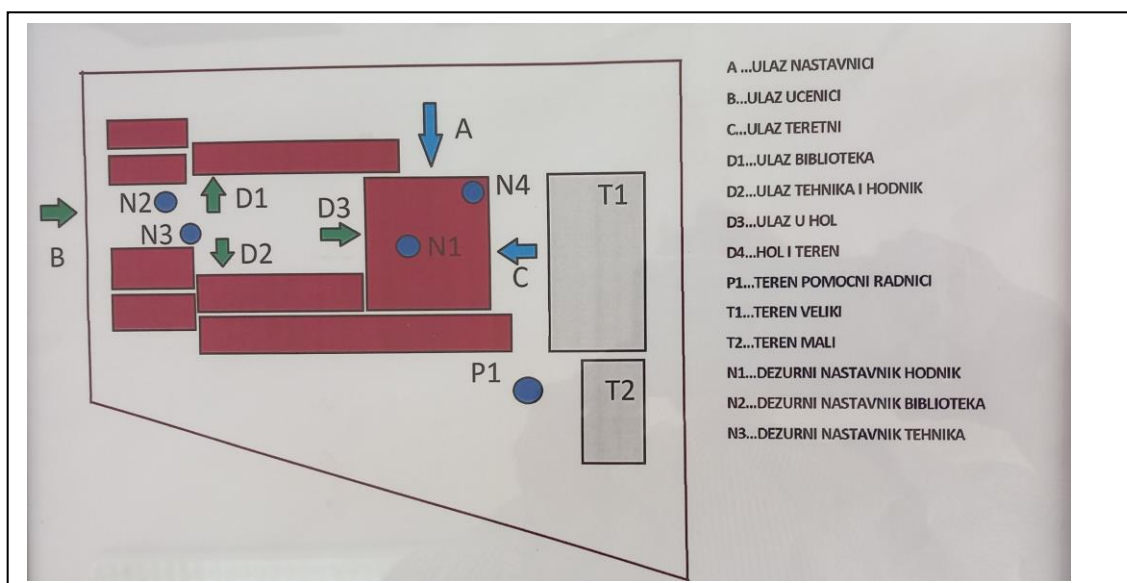 A
B
D1
D2
D3
C
N1
N2
N3
N4
P1
T1
T2
A ...ULAZ NASTAVNICI
B...ULAZ UCENICI
C...ULAZ TERETNI
D1...ULAZ BIBLIOTEKA
D2...ULAZ TEHNIKA I HODNIK
D3...ULAZ U HOL
D4...HOL I TEREN
P1...TEREN POMOCNI RADNICI
T1...TEREN VELIKI
T2...TEREN MALI
N1...DEZURNI NASTAVNIK HODNIK
N2...DEZURNI NASTAVNIK BIBLIOTEKA
N3...DEZURNI NASTAVNIK TEHNIKA